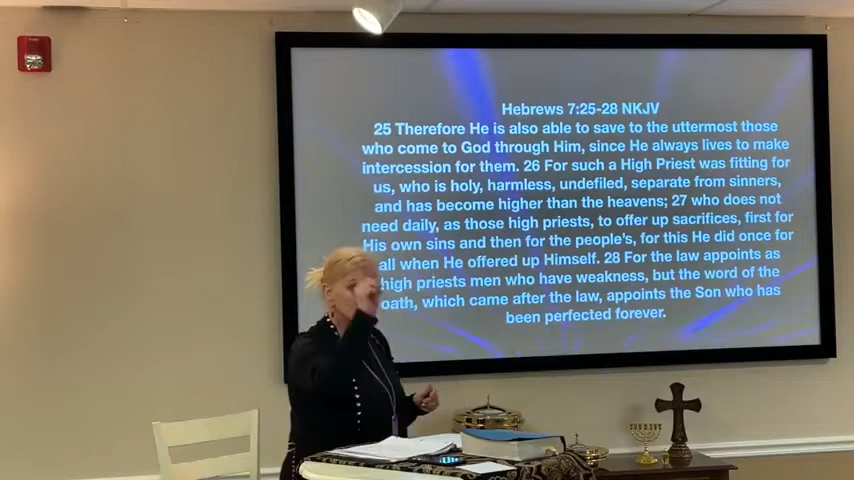 Hebrews 7:25-28 NKJV
25 Therefore He is also able to save to the uttermost those
who come to God through Him, since He always lives to make
intercession for them. 26 For such a High Priest was fitting for
us, who is holy, harmless, undefiled, separate from sinners,
and has become higher than the heavens; 27 who does not
need daily, as those high priests, to offer up sacrifices, first for
His own sins and then for the people's, for this He did once for
all when He offered up Himself. 28 For the law appoints as
high priests men who have weakness, but the word of the
oath, which came after the law, appoints the Son who has
been perfected forever.